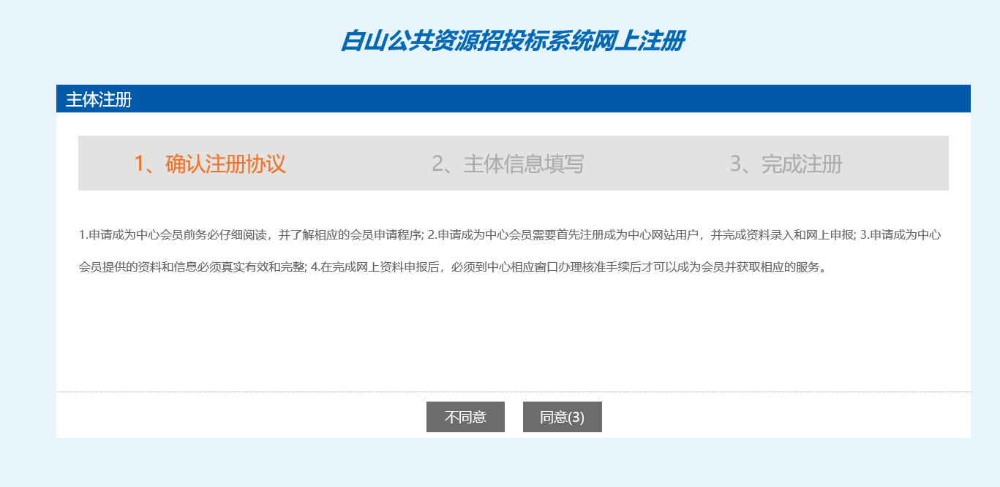 白山公共资源招投标系统网上注册
主体注册
1、确认注册协议 2、主体信息填写 3、完成注册
1.申请成为中心会员前务必仔细阅读，并了解相应的会员申请程序; 2.申请成为中心会员需要首先注册成为中心网站用户，并完成资料录入和网上申报; 3.申请成为中心
会员提供的资料和信息必须真实有效和完整; 4.在完成网上资料申报后，必须到中心相应窗口办理核准手续后才可以成为会员并获取相应的服务。
不同意 同意(3)